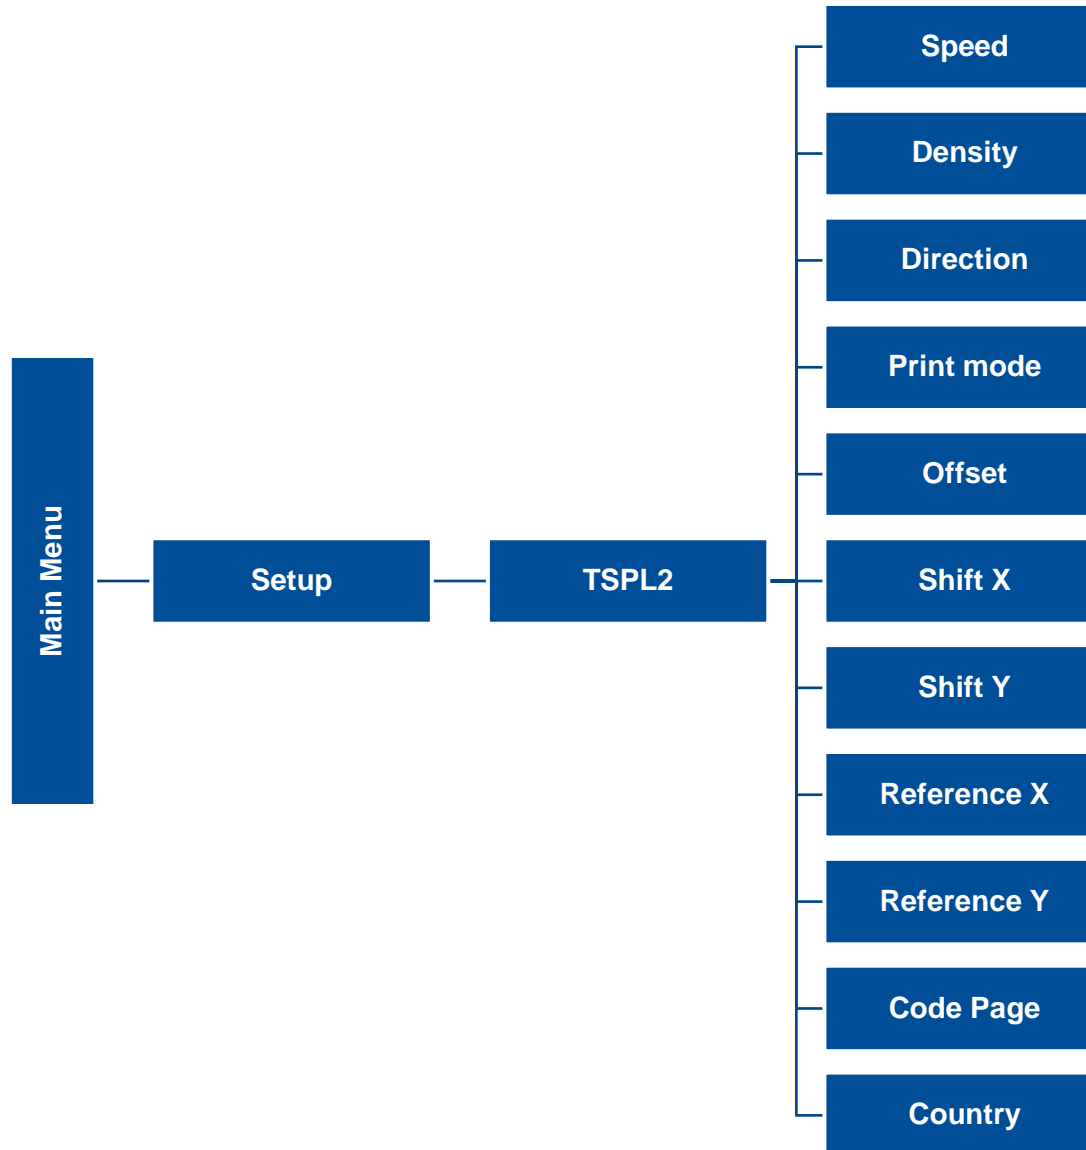 Main Menu
Setup
TSPL2
Speed
Density
Direction
Print mode
Offset
Shift X
Shift Y
Reference X
Reference Y
Code Page
Country